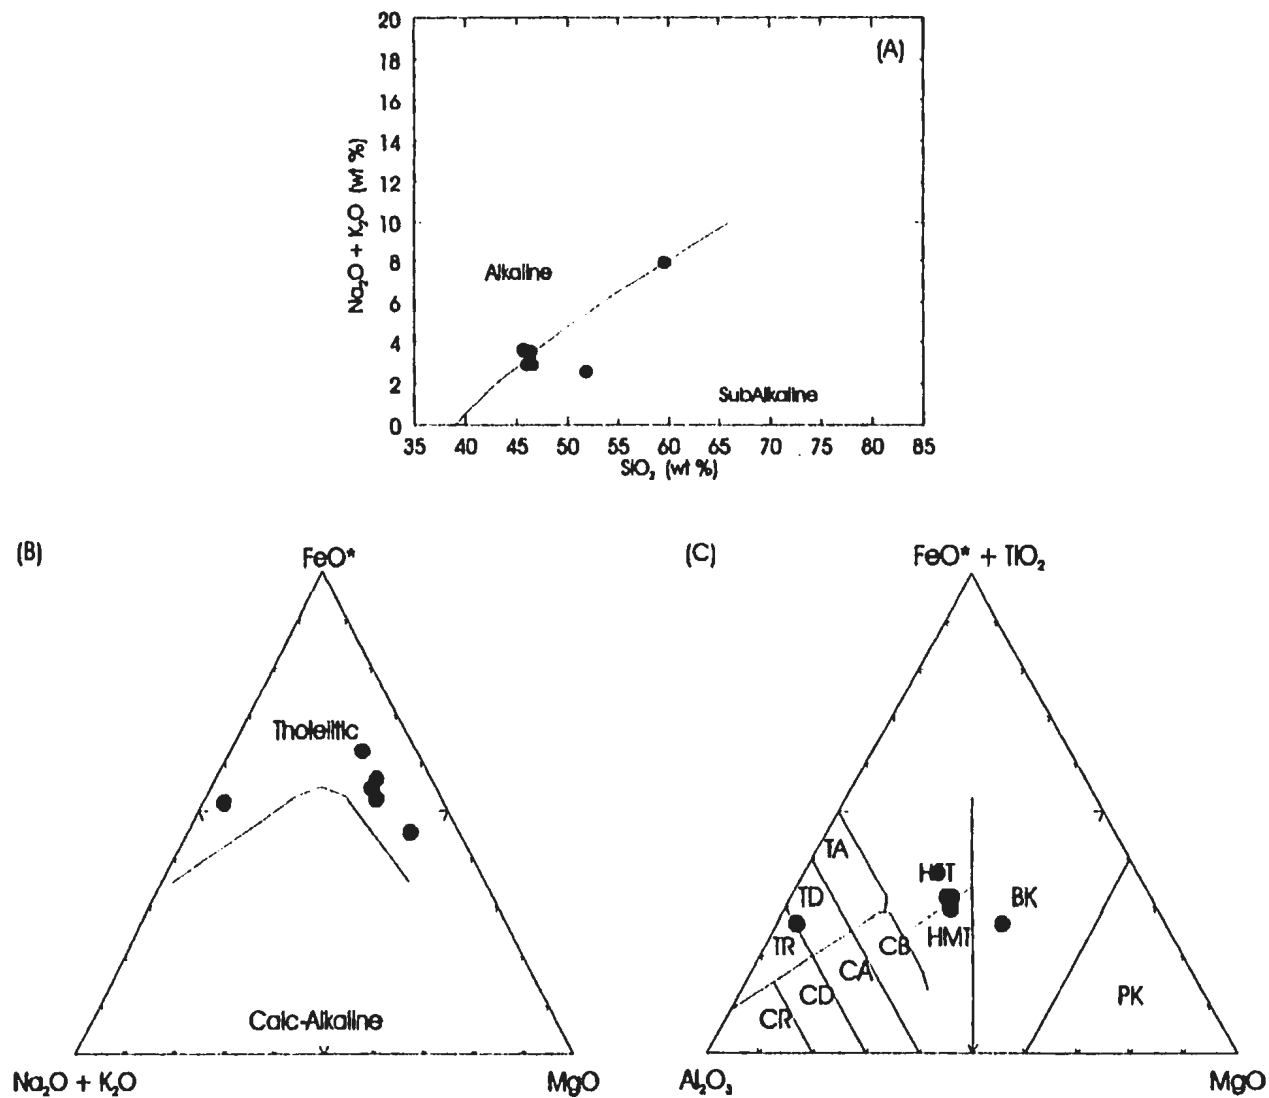 (A)
20
18
16
14
12
10
8
6
4
2
0
Na₂O + K₂O (wt %)
Alkaline
SubAlkaline
35 40 45 50 55 60 65 70 75 80 85
SiO₂ (wt %)
(B)
FeO*
Tholeiitic
Calc-Alkaline
Na₂O + K₂O
MgO
(C)
FeO* + TiO₂
TA
HFT
TD
BK
TR
HMT
CB
CA
CD
PK
CR
Al₂O₃
MgO